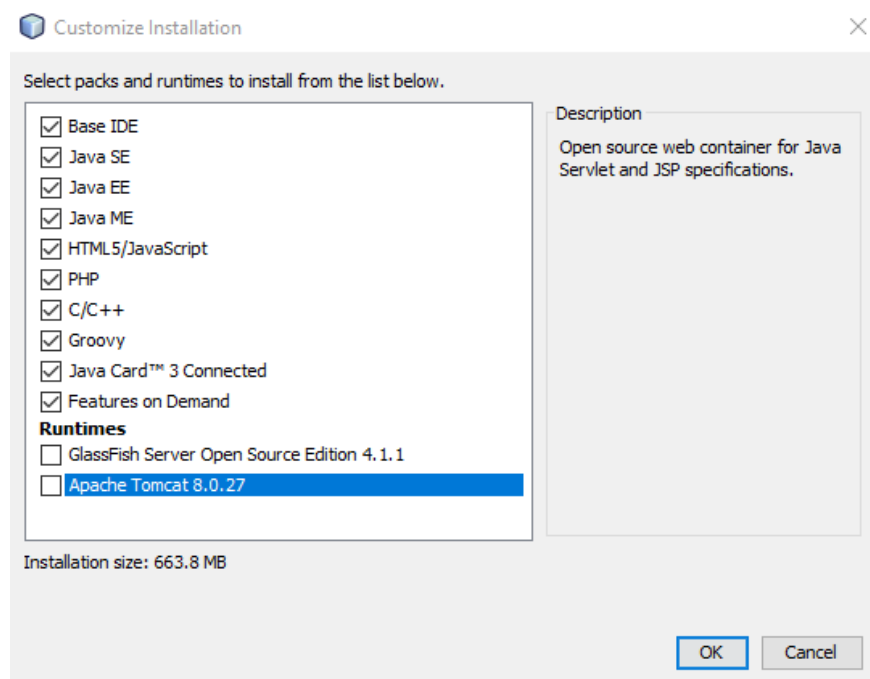 Customize Installation
Select packs and runtimes to install from the list below.
Base IDE
Java SE
Java EE
Java ME
HTML5/JavaScript
PHP
C/C++
Groovy
Java Card™ 3 Connected
Features on Demand
Runtimes
GlassFish Server Open Source Edition 4.1.1
Apache Tomcat 8.0.27
Description
Open source web container for Java
Servlet and JSP specifications.
Installation size: 663.8 MB
OK
Cancel